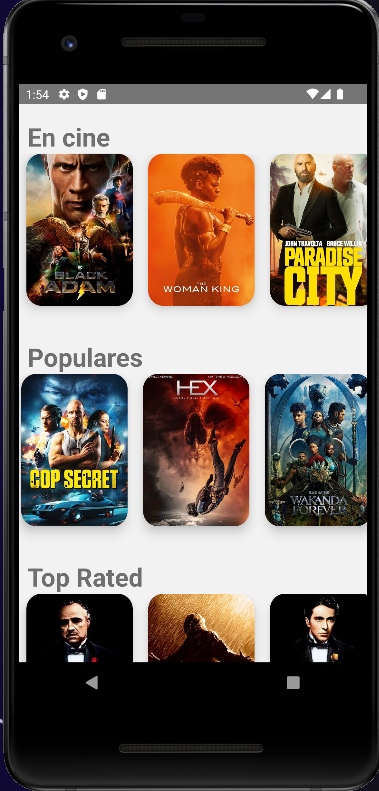 1:54
En cine
BLACK
ADAM
THE
WOMAN KING
JOHN TRAVOLTA BRUCE WILLIS
PARADISE
CITY
Populares
COP SECRET
HEX
WAKANDA
FOREVER
Top Rated